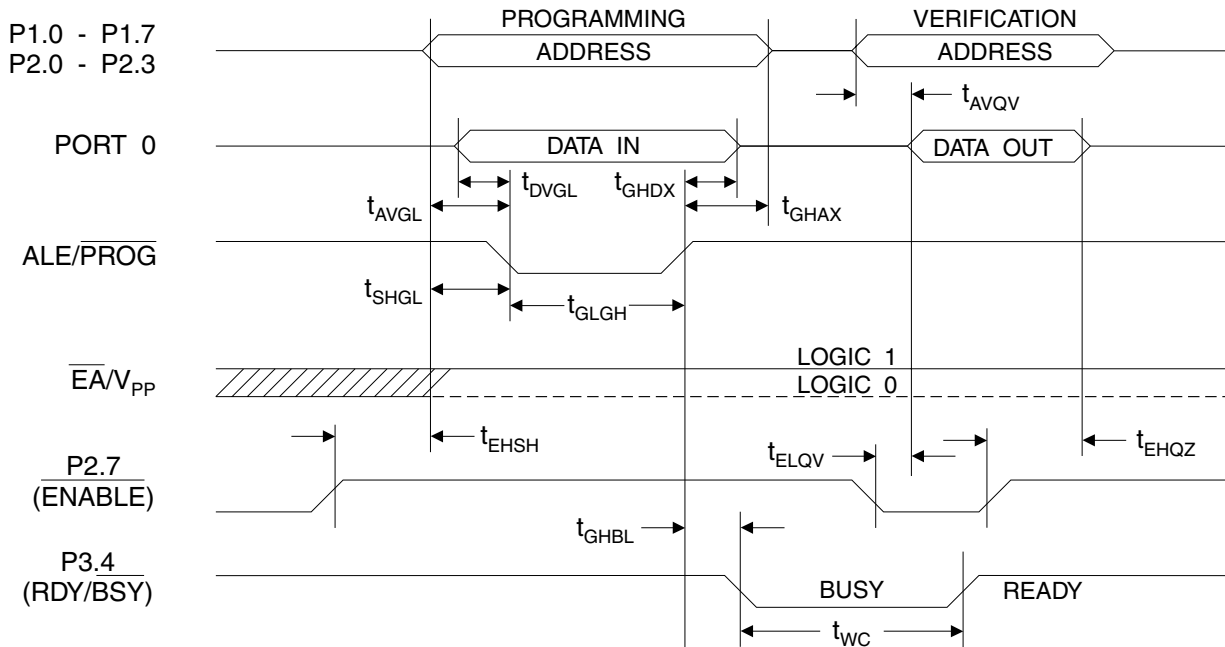 PROGRAMMING VERIFICATION
P1.0 - P1.7
P2.0 - P2.3
ADDRESS ADDRESS
tAVQV
PORT 0 DATA IN DATA OUT
tDVGL tGHDX
tAVGL tGHAX
ALE/PROG
tSHGL tGLGH
LOGIC 1
EA/VPP
LOGIC 0
tEHSH tELQV tEHQZ
P2.7
(ENABLE)
tGHBL
P3.4
(RDY/BSY) BUSY READY
tWC